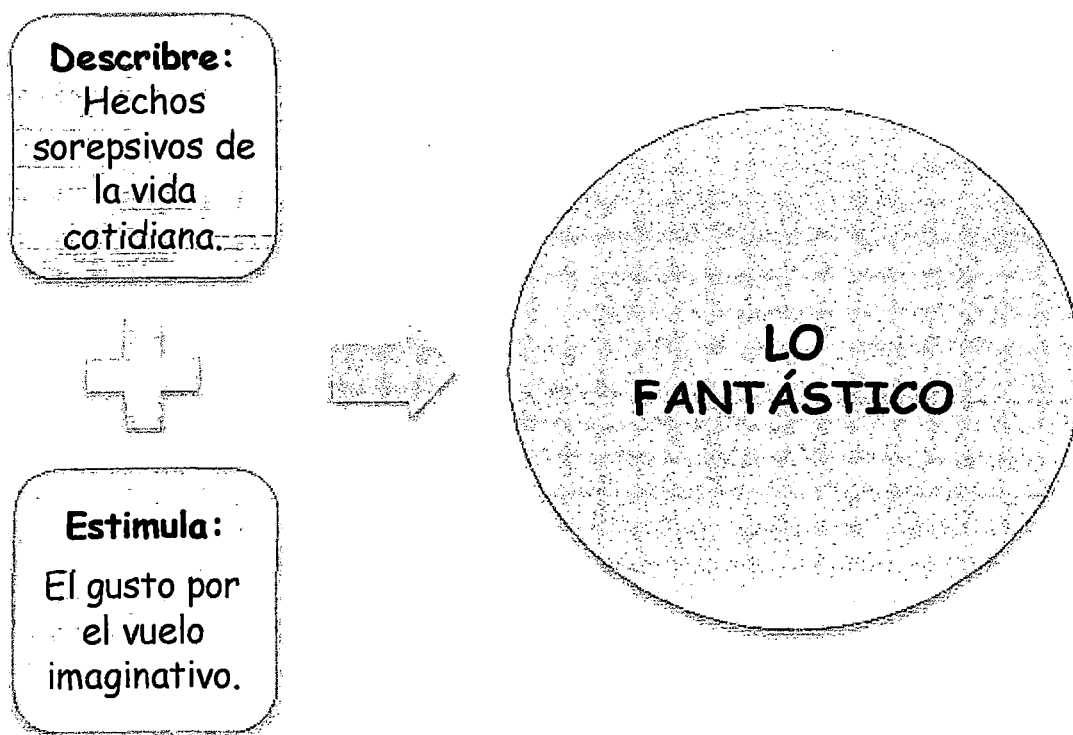 Describe:
Hechos
sorepsivos de
la vida
cotidiana.
Estimula:
El gusto por
el vuelo
imaginativo.
LO
FANTÁSTICO